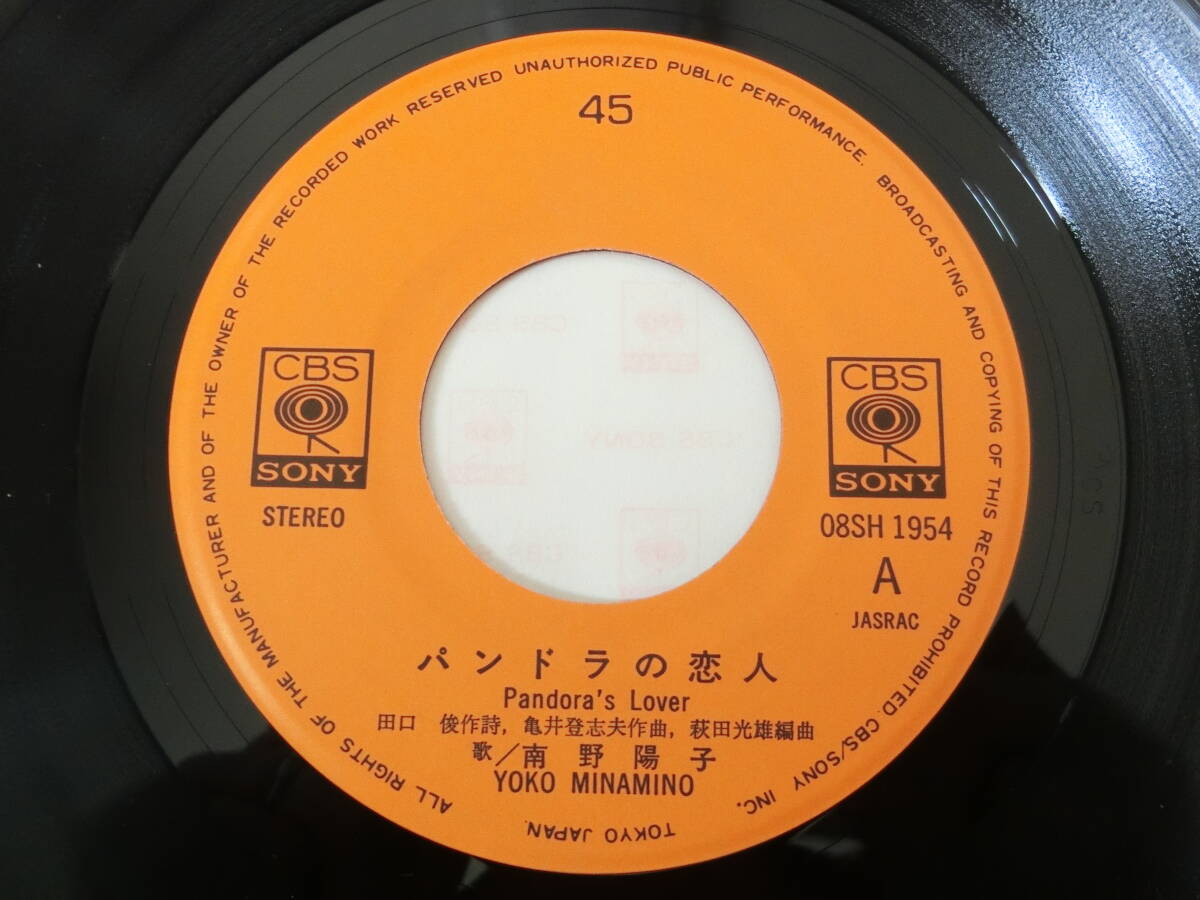 ALL RIGHTS OF THE MANUFACTURER AND OF THE OWNER OF THE RECORDED WORK RESERVED UNAUTHORIZED PUBLIC PERFORMANCE. BROADCASTING AND COPYING OF THIS RECORD PROHIBITED. CBS/SONY INC.
TOKYO JAPAN.
45
CBS
SONY
STEREO
CBS
SONY
08SH 1954
A
JASRAC
パンドラの恋人
Pandora's Lover
田口 俊作詩, 亀井登志夫作曲, 萩田光雄編曲
歌/南野陽子
YOKO MINAMINO